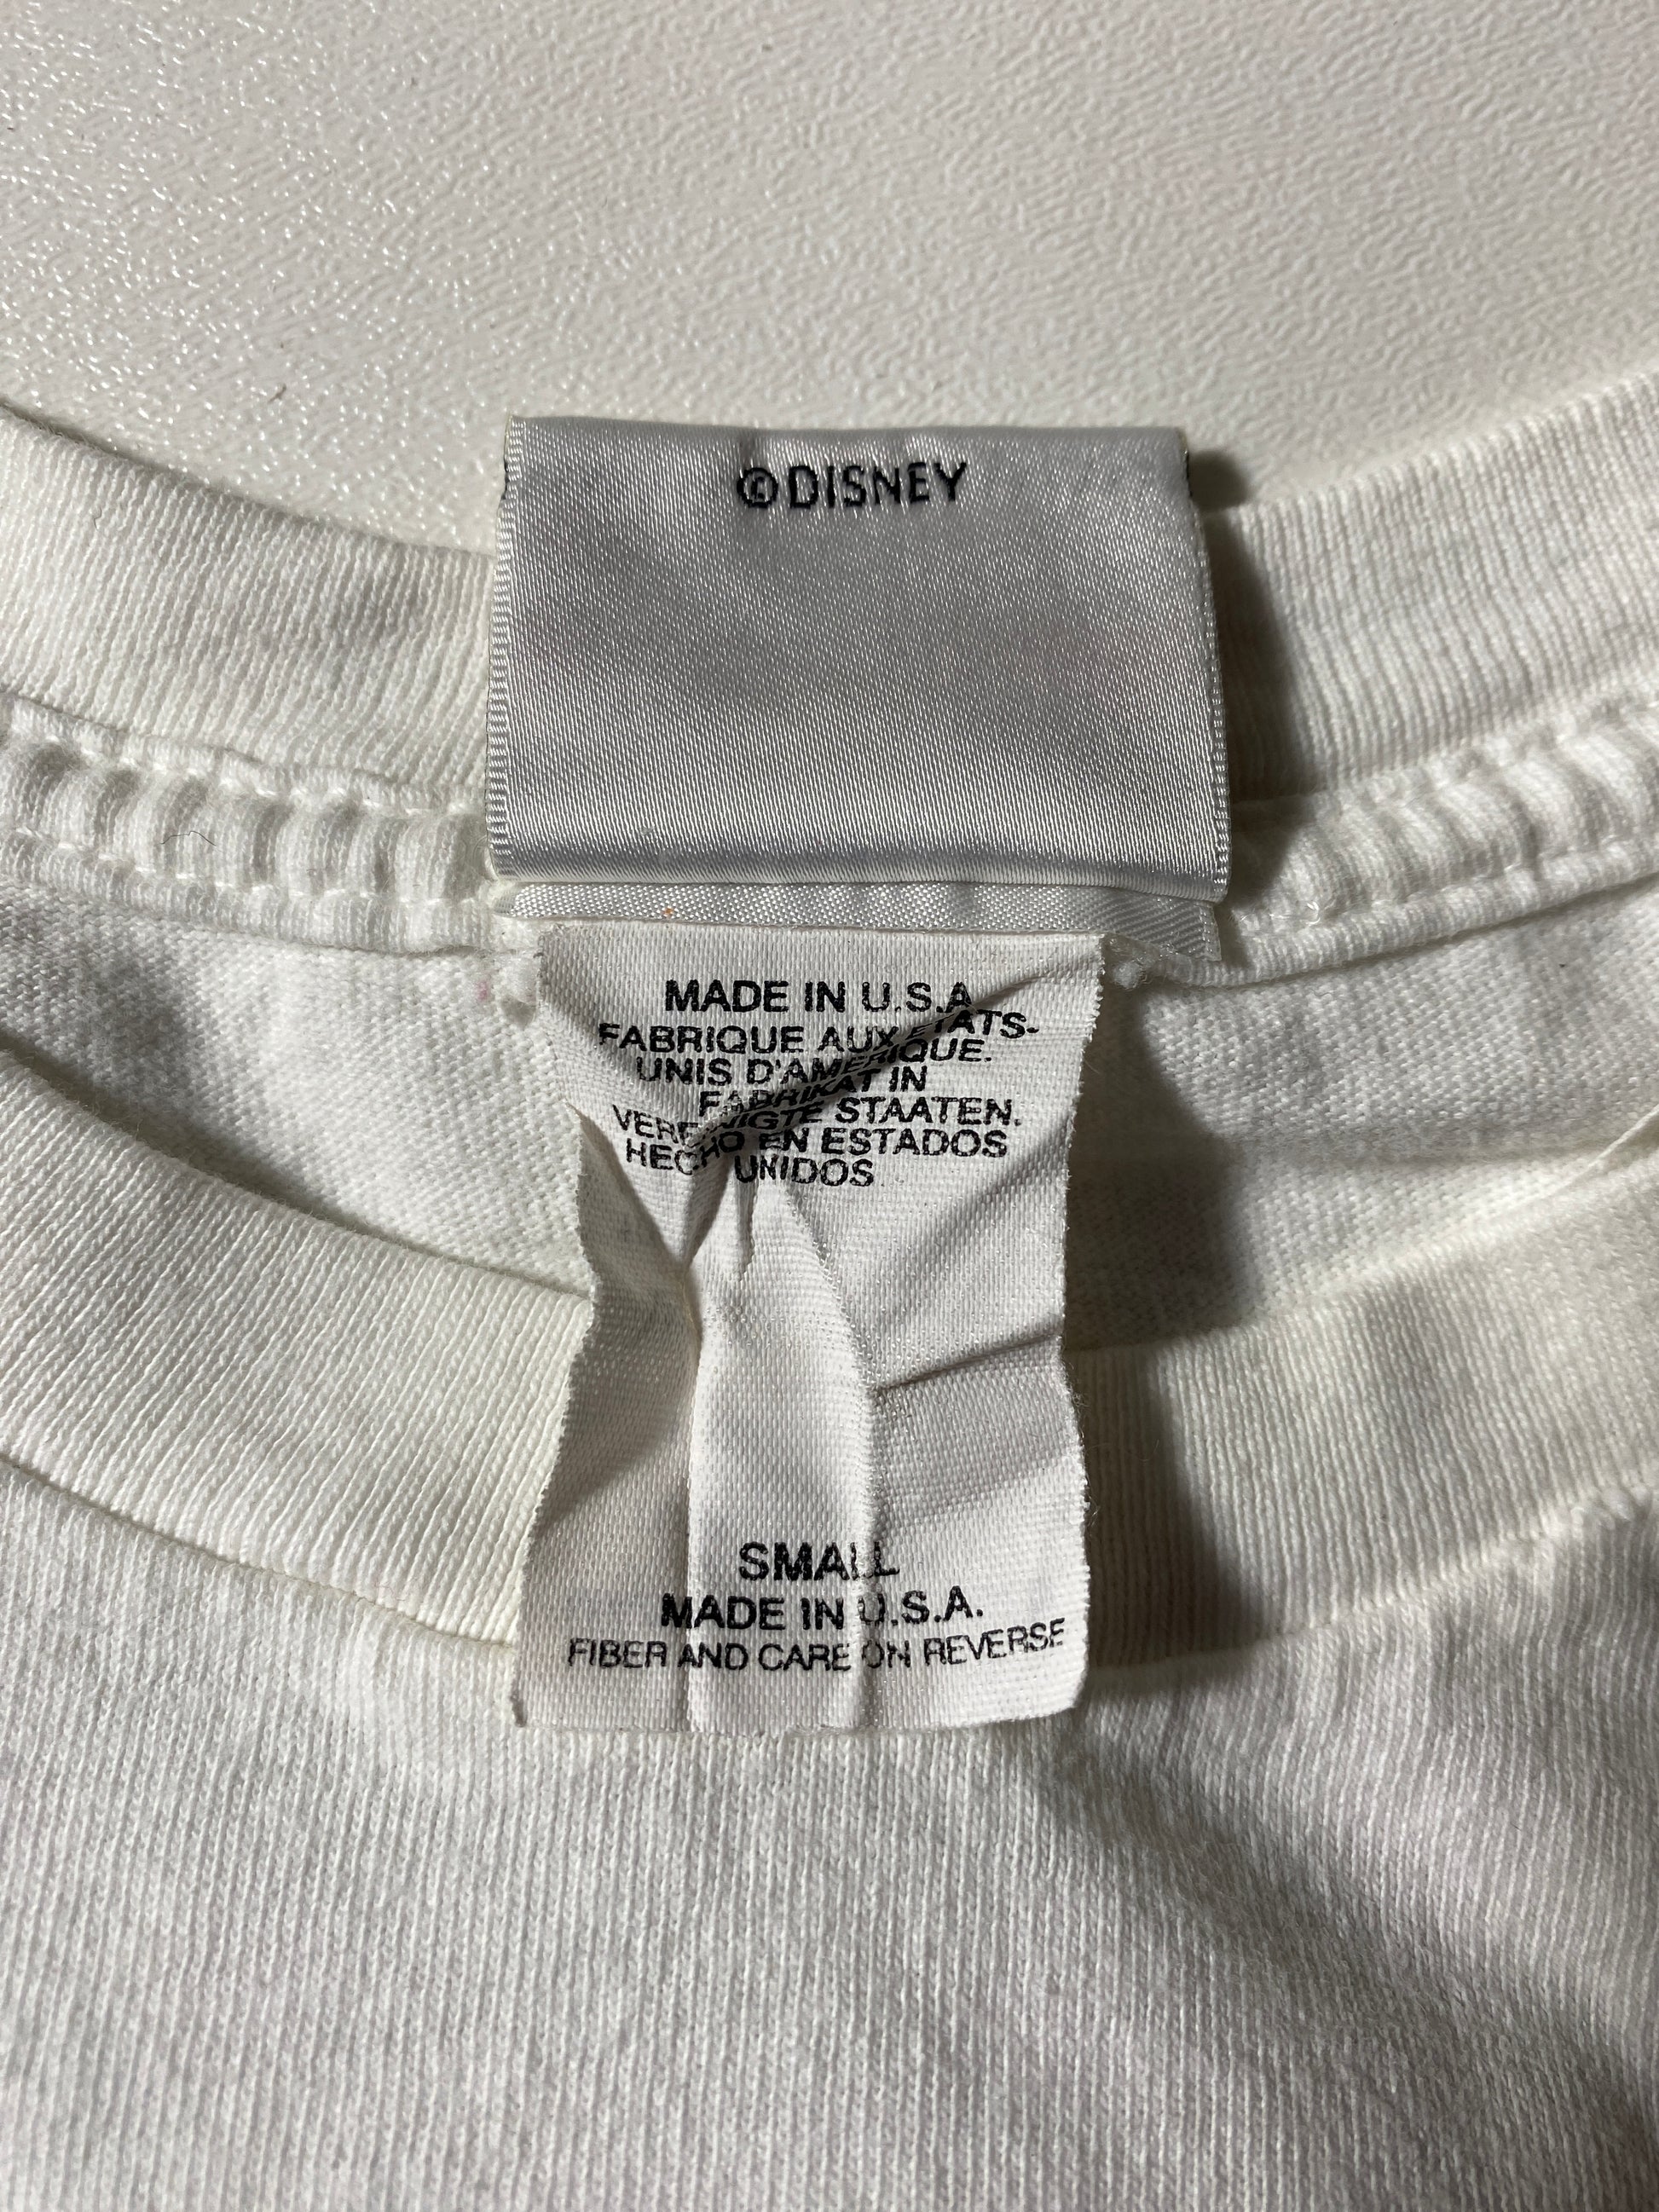 ©DISNEY
MADE IN U.S.A.
FABRIQUE AUX ETATS-
UNIS D'AMERIQUE.
FABRIKAT IN
VEREINIGTE STAATEN.
HECHO EN ESTADOS
UNIDOS
SMALL
MADE IN U.S.A.
FIBER AND CARE ON REVERSE